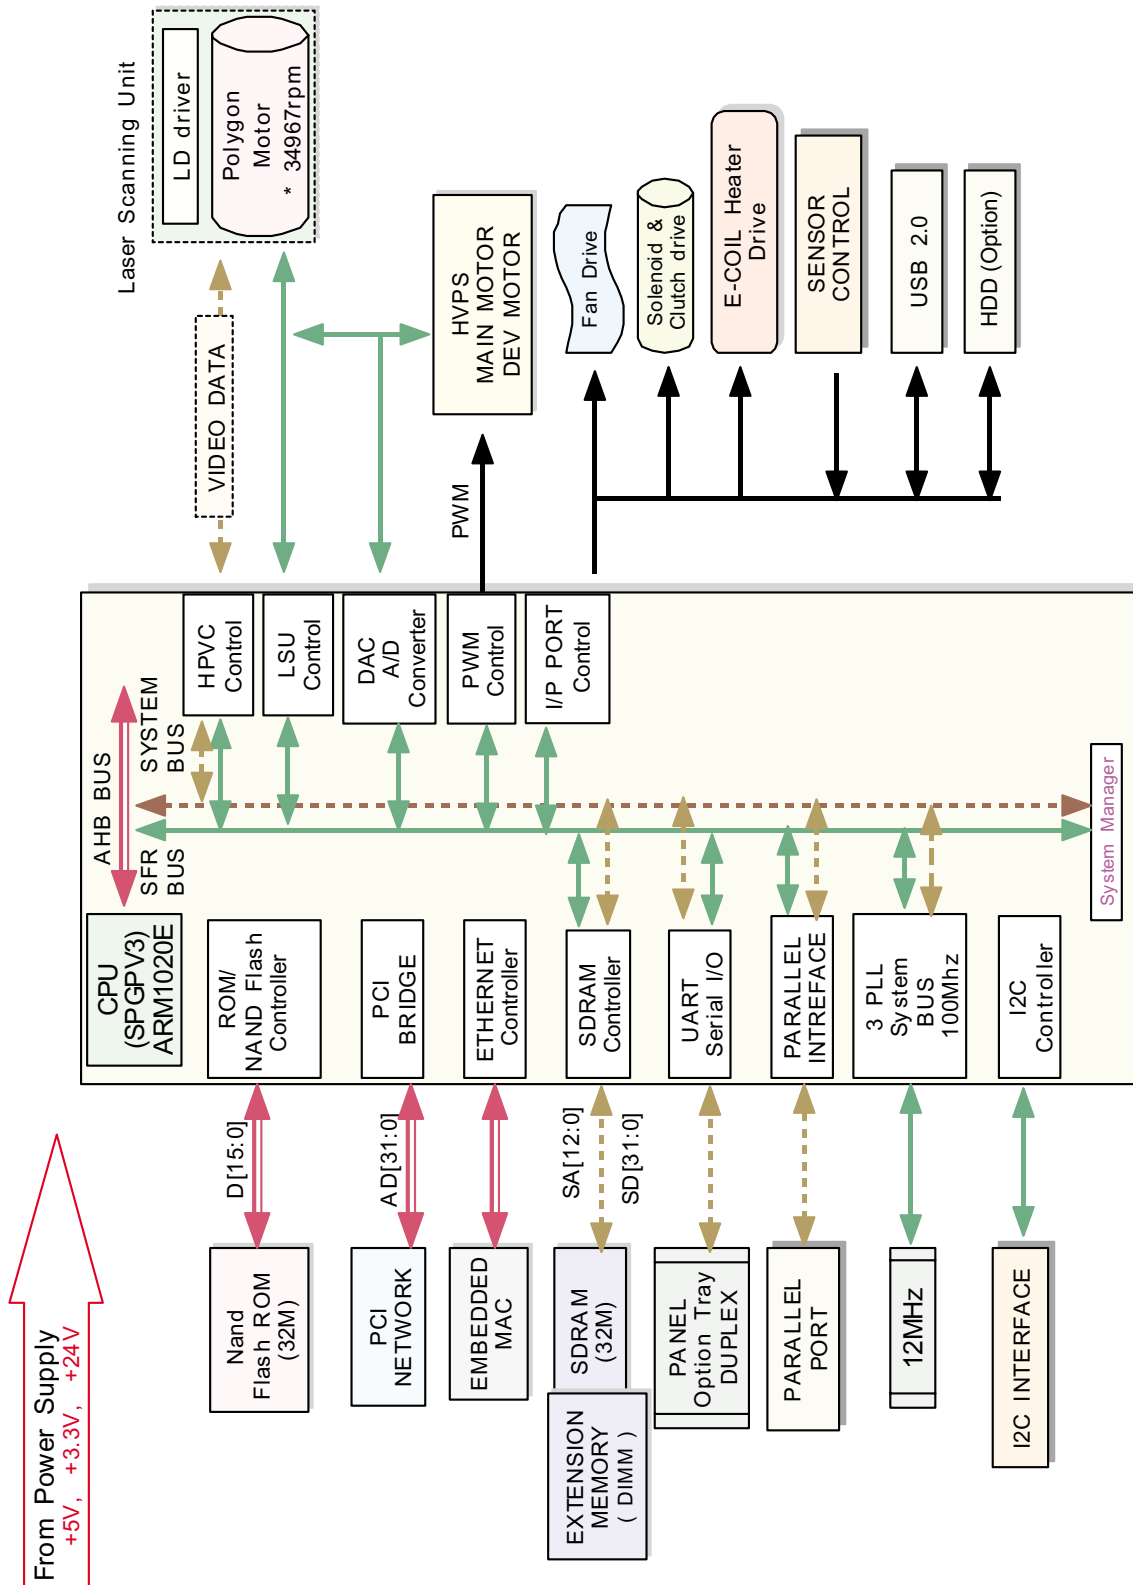 From Power Supply
+5V, +3.3V, +24V
Nand
Flash ROM
(32M)
PCI
NETWORK
EMBEDDED
MAC
SDRAM
(32M)
EXTENSION
MEMORY
( DIMM )
PANEL
Option Tray
DUPLEX
PARALLEL
PORT
12MHz
I2C INTERFACE
D[15:0]
AD[31:0]
SA[12:0]
SD[31:0]
CPU
(SPGPV3)
ARM1020E
ROM/
NAND Flash
Controller
PCI
BRIDGE
ETHERNET
Controller
SDRAM
Controller
UART
Serial I/O
PARALLEL
INTREFACE
3 PLL
System
BUS
100Mhz
I2C
Controller
AHB BUS
SFR
BUS
SYSTEM
BUS
System Manager
HPVC
Control
LSU
Control
DAC
A/D
Converter
PWM
Control
I/P PORT
Control
VIDEO DATA
PWM
Laser Scanning Unit
LD driver
Polygon
Motor
* 34967rpm
HVPS
MAIN MOTOR
DEV MOTOR
Fan Drive
Solenoid &
Clutch drive
E-COIL Heater
Drive
SENSOR
CONTROL
USB 2.0
HDD (Option)